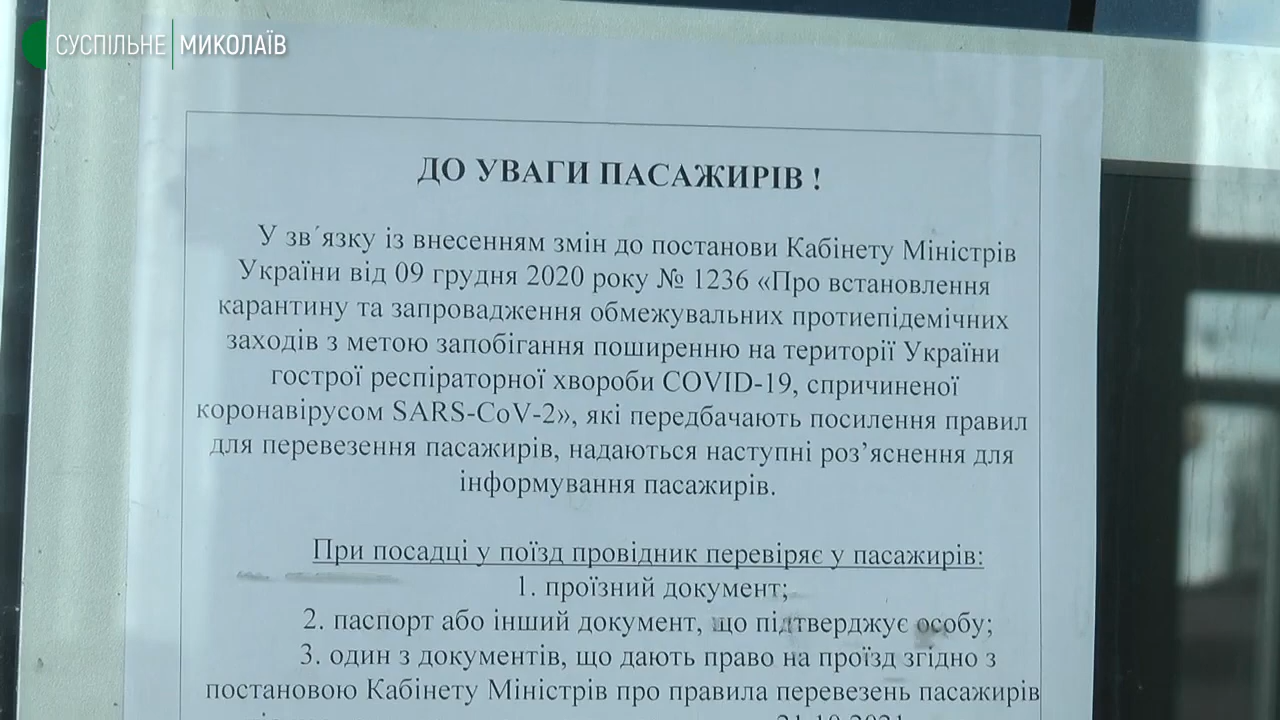 СУСПІЛЬНЕ МИКОЛАЇВ
ДО УВАГИ ПАСАЖИРІВ !
У зв´язку із внесенням змін до постанови Кабінету Міністрів
України від 09 грудня 2020 року № 1236 «Про встановлення
карантину та запровадження обмежувальних протиепідемічних
заходів з метою запобігання поширенню на території України
гострої респіраторної хвороби COVID-19, спричиненої
коронавірусом SARS-CoV-2», які передбачають посилення правил
для перевезення пасажирів, надаються наступні роз’яснення для
інформування пасажирів.
При посадці у поїзд провідник перевіряє у пасажирів:
1. проїзний документ;
2. паспорт або інший документ, що підтверджує особу;
3. один з документів, що дають право на проїзд згідно з
постановою Кабінету Міністрів про правила перевезень пасажирів
21.10.2021